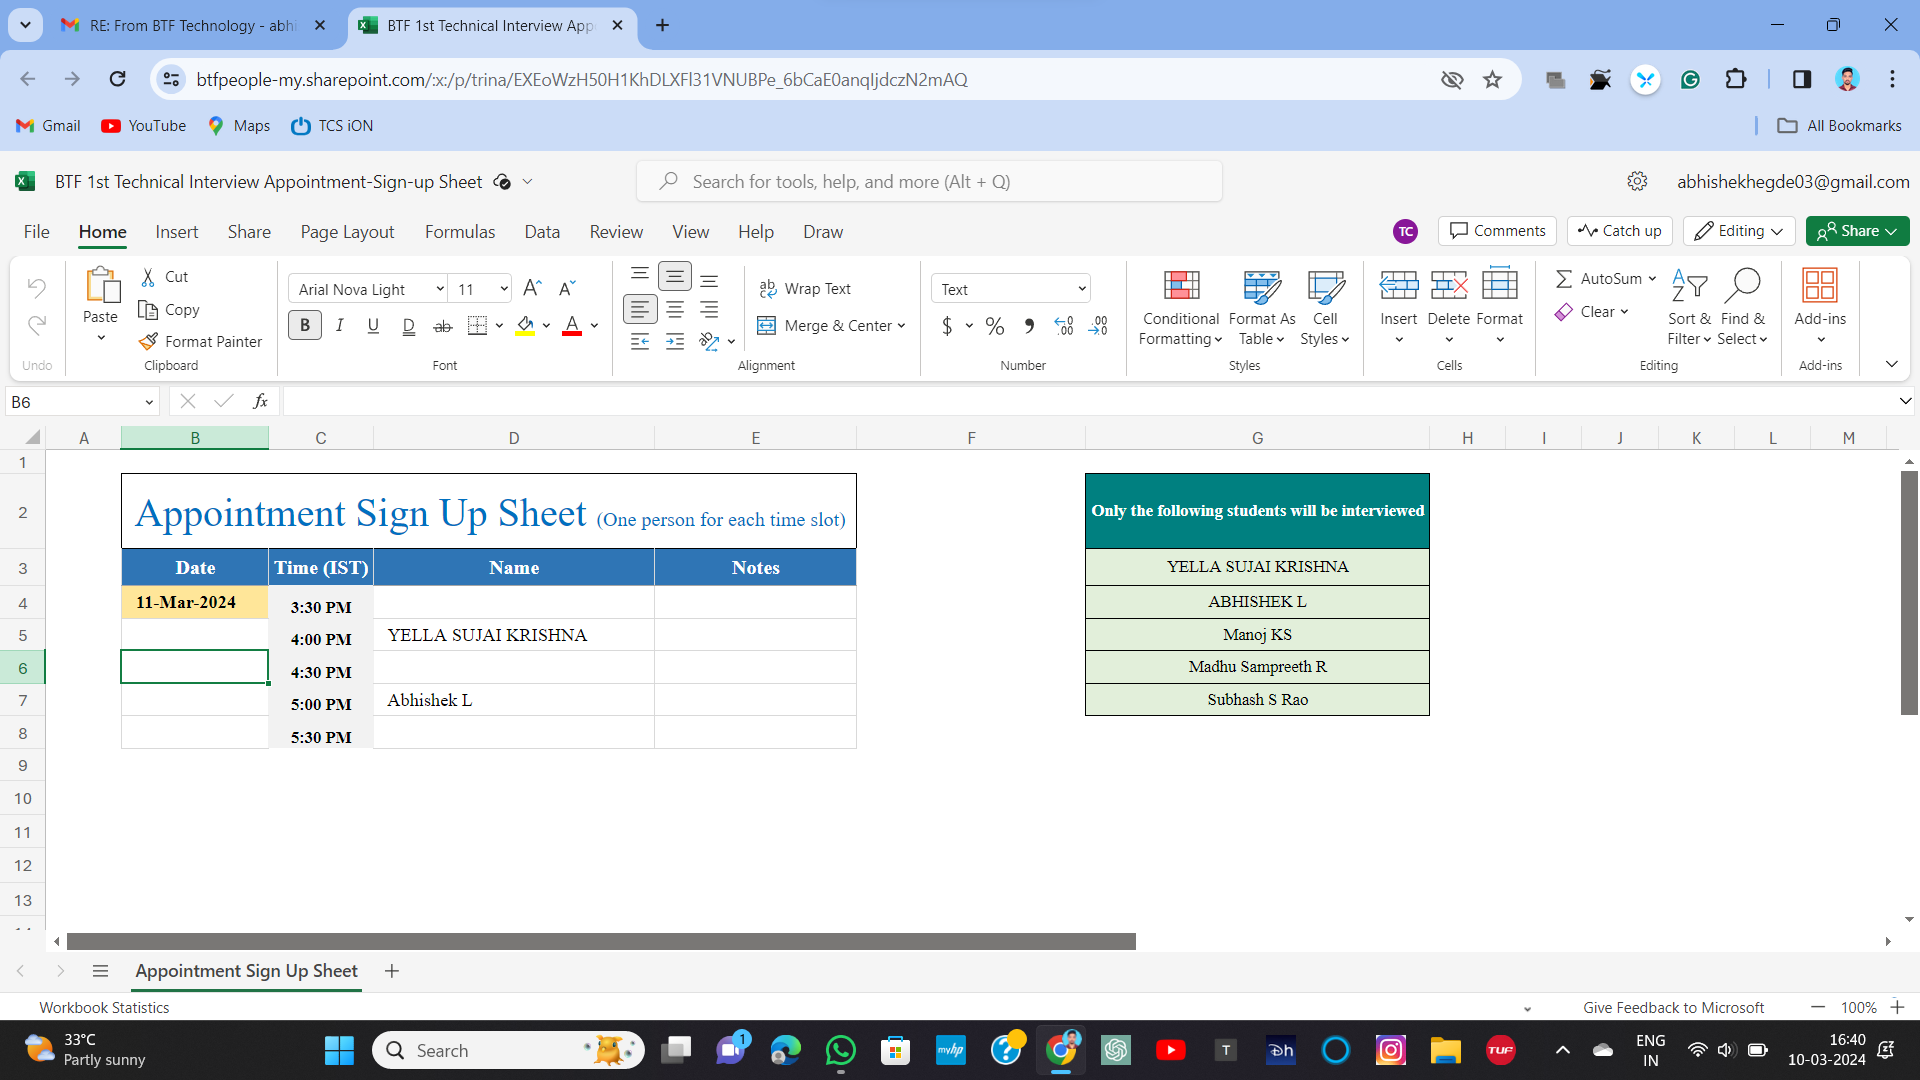 RE: From BTF Technology - abhi
BTF 1st Technical Interview App
btfpeople-my.sharepoint.com/:x:/p/trina/EXEoWzH50H1KhDLXFl31VNUBPe_6bCaE0anqIjdczN2mAQ
Gmail YouTube Maps TCS iON All Bookmarks
BTF 1st Technical Interview Appointment-Sign-up Sheet
Search for tools, help, and more (Alt + Q)
abhishekhegde03@gmail.com
File Home Insert Share Page Layout Formulas Data Review View Help Draw
TC Comments Catch up Editing Share
Cut
Copy
Format Painter
Paste
Undo
Clipboard
Arial Nova Light 11
Font
Wrap Text
Merge & Center
Alignment
Text
Number
Conditional Formatting
Format As Table
Cell Styles
Styles
Insert Delete Format
Cells
AutoSum
Clear
Sort & Filter
Find & Select
Editing
Add-ins
Add-ins
B6
fx
A B C D E F G H I J K L M
1
2 Appointment Sign Up Sheet (One person for each time slot) Only the following students will be interviewed
3 Date Time (IST) Name Notes YELLA SUJAI KRISHNA
4 11-Mar-2024 3:30 PM ABHISHEK L
5 4:00 PM YELLA SUJAI KRISHNA Manoj KS
6 4:30 PM Madhu Sampreeth R
7 5:00 PM Abhishek L Subhash S Rao
8 5:30 PM
9
10
11
12
13
Appointment Sign Up Sheet
Workbook Statistics Give Feedback to Microsoft 100%
33°C
Partly sunny
Search
1
myhp
T
Dh
TUF
ENG
IN
16:40
10-03-2024